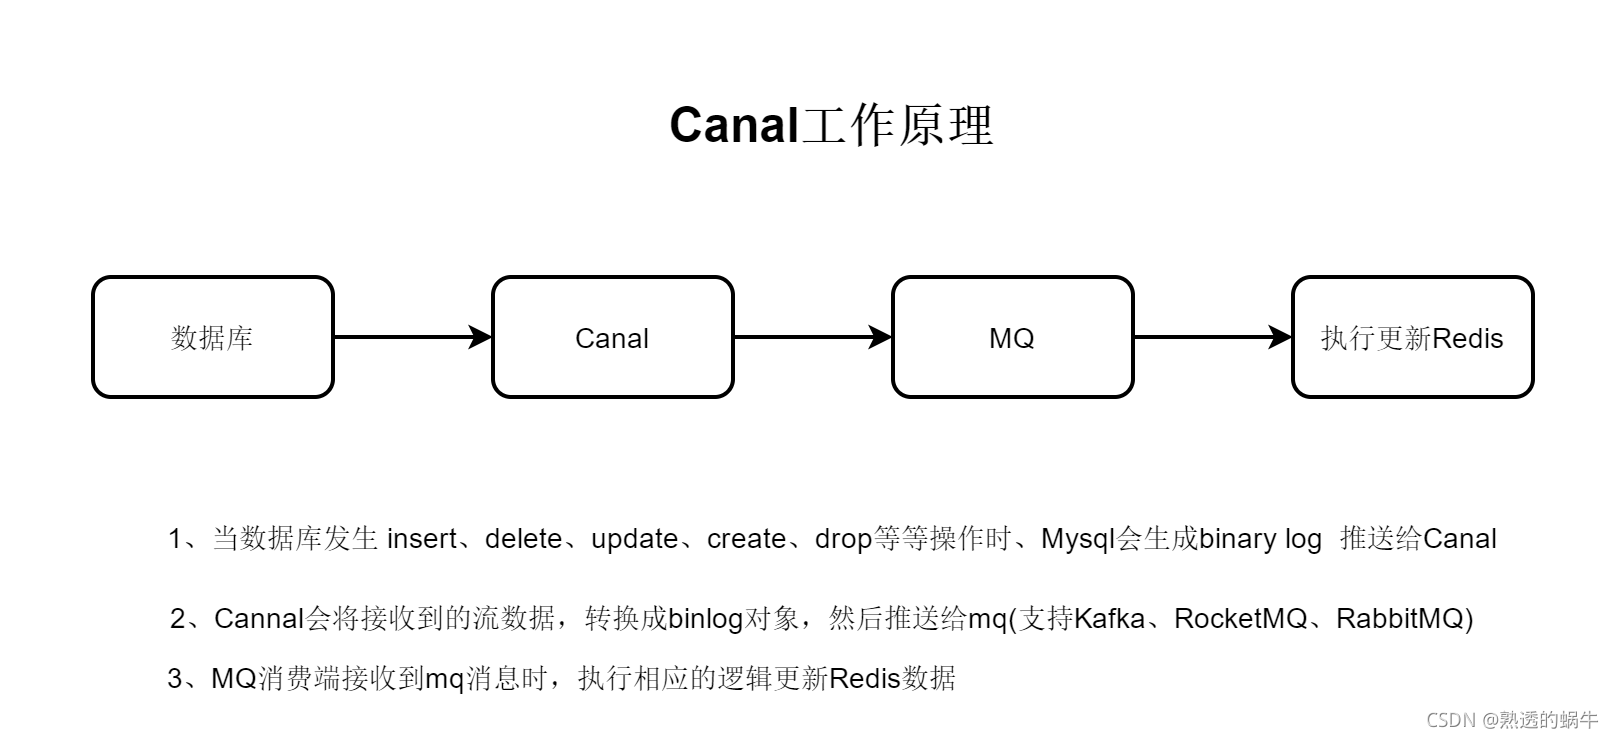 Canal工作原理
数据库
Canal
MQ
执行更新Redis
1、当数据库发生 insert、delete、update、create、drop等等操作时、Mysql会生成binary log 推送给Canal
2、Cannal会将接收到的流数据，转换成binlog对象，然后推送给mq(支持Kafka、RocketMQ、RabbitMQ)
3、MQ消费端接收到mq消息时，执行相应的逻辑更新Redis数据
CSDN @熟透的蜗牛